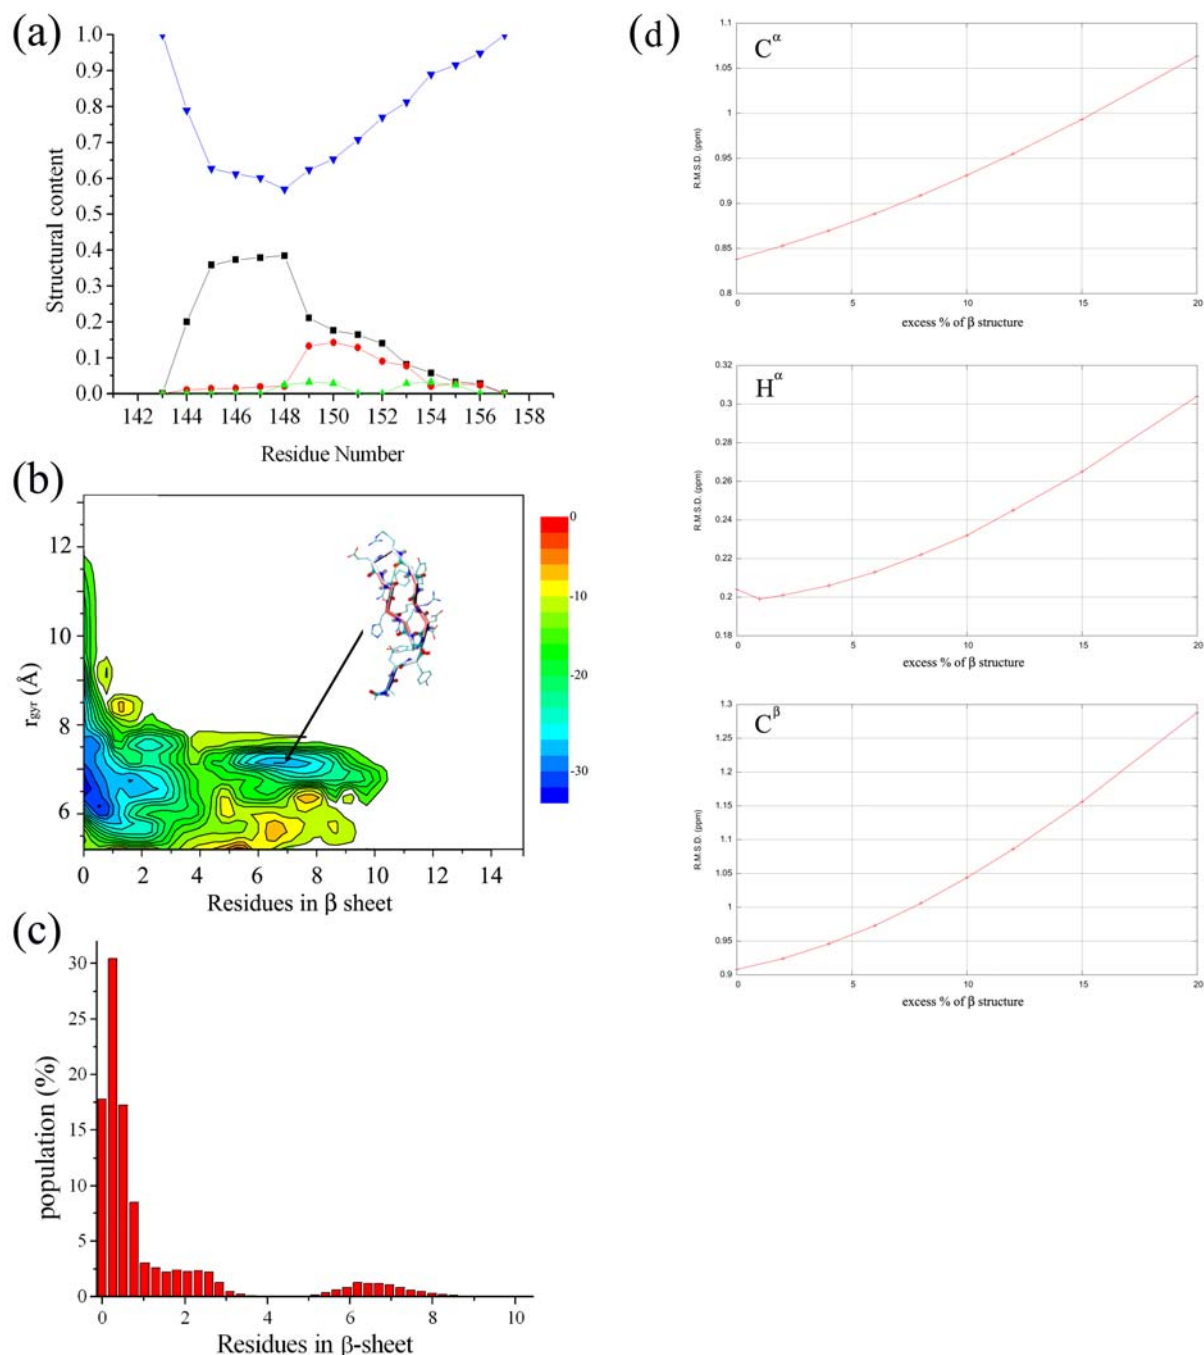 (a)
1.0
0.9
0.8
0.7
0.6
0.5
0.4
0.3
0.2
0.1
0.0
Structural content
142 144 146 148 150 152 154 156 158
Residue Number
(b)
12
10
8
6
r_gyr (Å)
0 2 4 6 8 10 12 14
Residues in β sheet
0
-10
-20
-30
(c)
30
25
20
15
10
5
0
population (%)
0 2 4 6 8 10
Residues in β-sheet
(d)
C^α
1.1
1.05
1
0.95
0.9
0.85
0.8
R.M.S.D. (ppm)
0 5 10 15 20
excess % of β structure
H^α
0.32
0.3
0.28
0.26
0.24
0.22
0.2
0.18
R.M.S.D. (ppm)
0 5 10 15 20
excess % of β structure
C^β
1.3
1.25
1.2
1.15
1.1
1.05
1
0.95
0.9
R.M.S.D. (ppm)
0 5 10 15 20
excess % of β structure